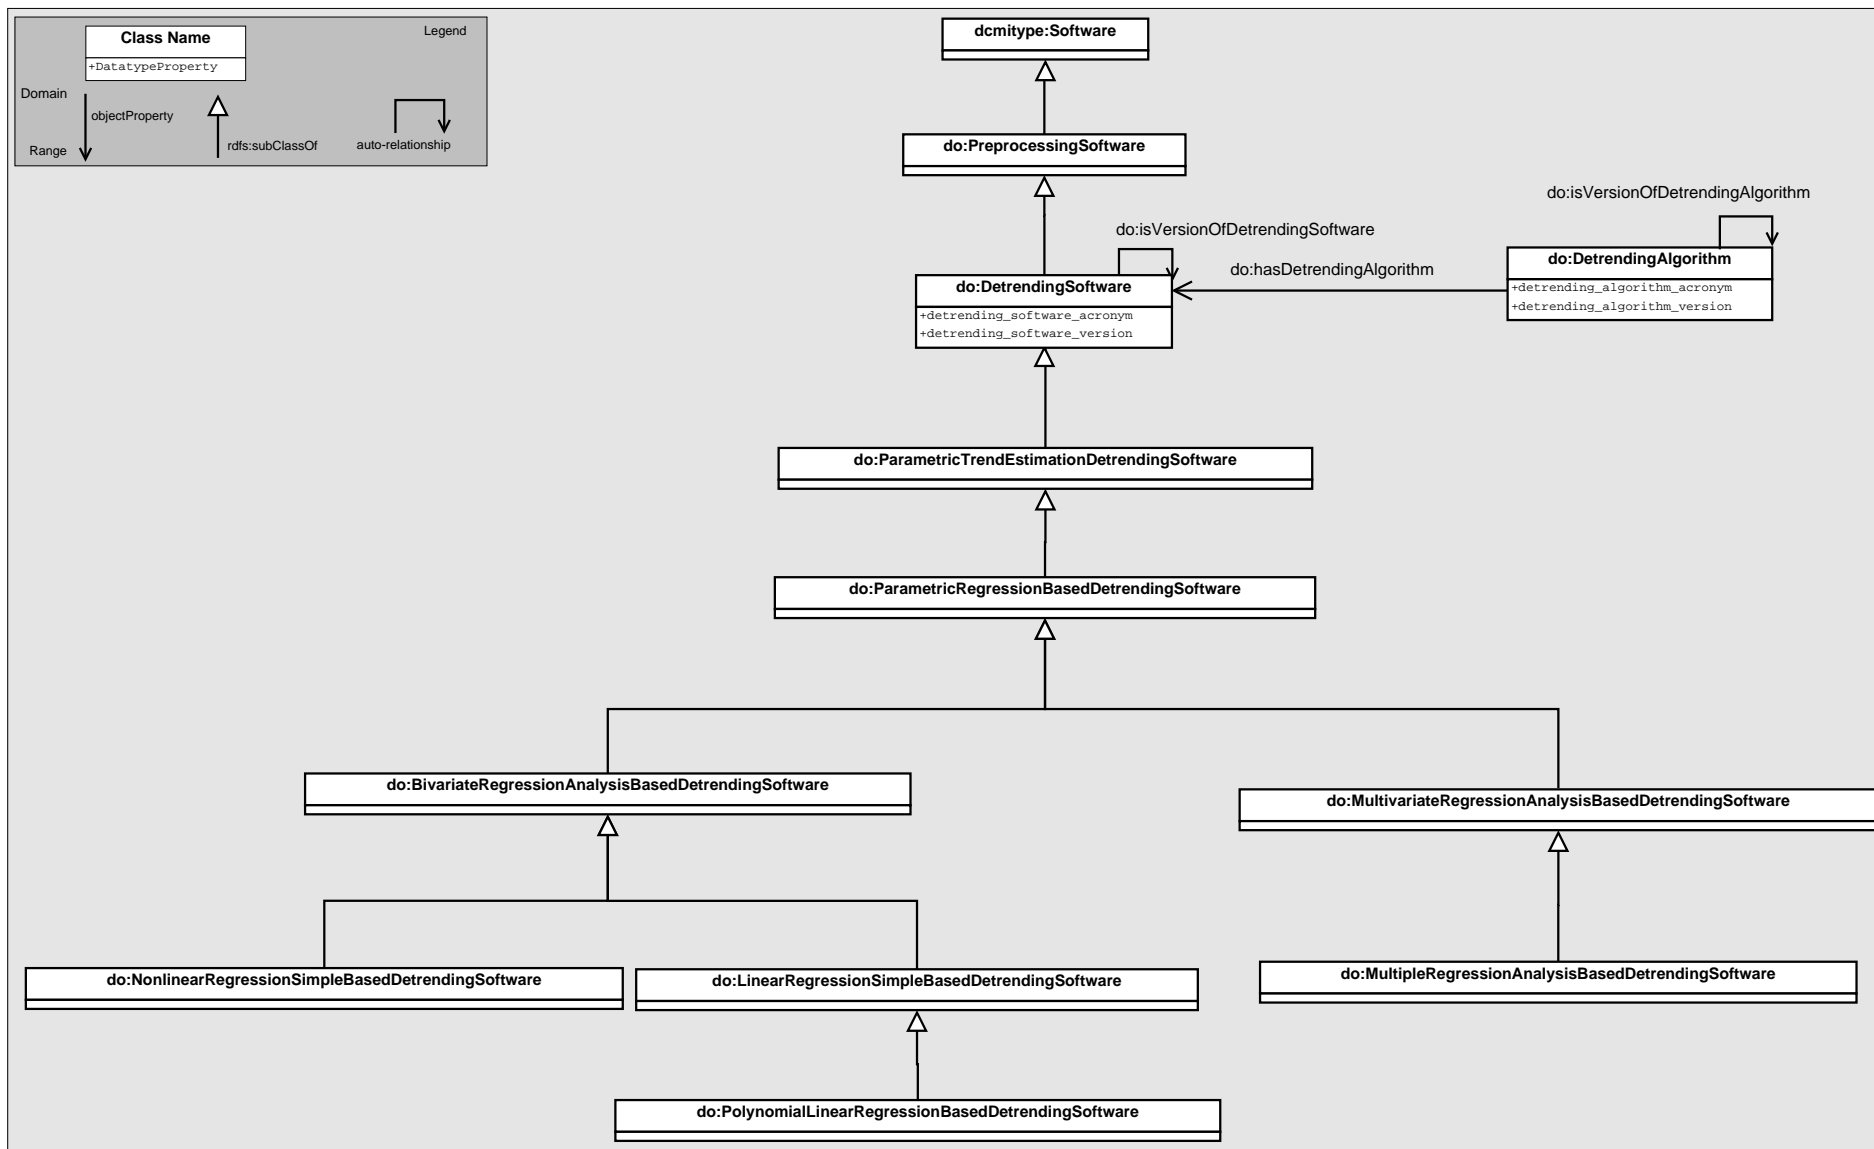 Class Name
Legend
+DatatypeProperty
Domain
objectProperty
Range
rdfs:subClassOf
auto-relationship
dcmitype:Software
do:PreprocessingSoftware
do:isVersionOfDetrendingAlgorithm
do:isVersionOfDetrendingSoftware
do:hasDetrendingAlgorithm
do:DetrendingAlgorithm
+detrending_algorithm_acronym
+detrending_algorithm_version
do:DetrendingSoftware
+detrending_software_acronym
+detrending_software_version
do:ParametricTrendEstimationDetrendingSoftware
do:ParametricRegressionBasedDetrendingSoftware
do:BivariateRegressionAnalysisBasedDetrendingSoftware
do:MultivariateRegressionAnalysisBasedDetrendingSoftware
do:NonlinearRegressionSimpleBasedDetrendingSoftware
do:LinearRegressionSimpleBasedDetrendingSoftware
do:MultipleRegressionAnalysisBasedDetrendingSoftware
do:PolynomialLinearRegressionBasedDetrendingSoftware